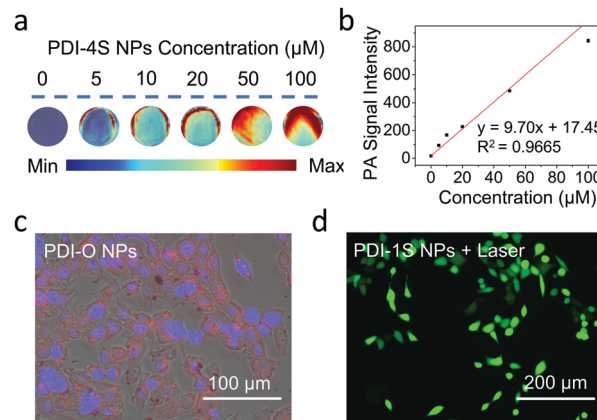 a
PDI-4S NPs Concentration (μM)
0 5 10 20 50 100
Min Max
b
PA Signal Intensity
800
600
400
200
0
y = 9.70x + 17.45
R² = 0.9665
0 20 40 60 80 100
Concentration (μM)
c
PDI-O NPs
100 μm
d
PDI-1S NPs + Laser
200 μm